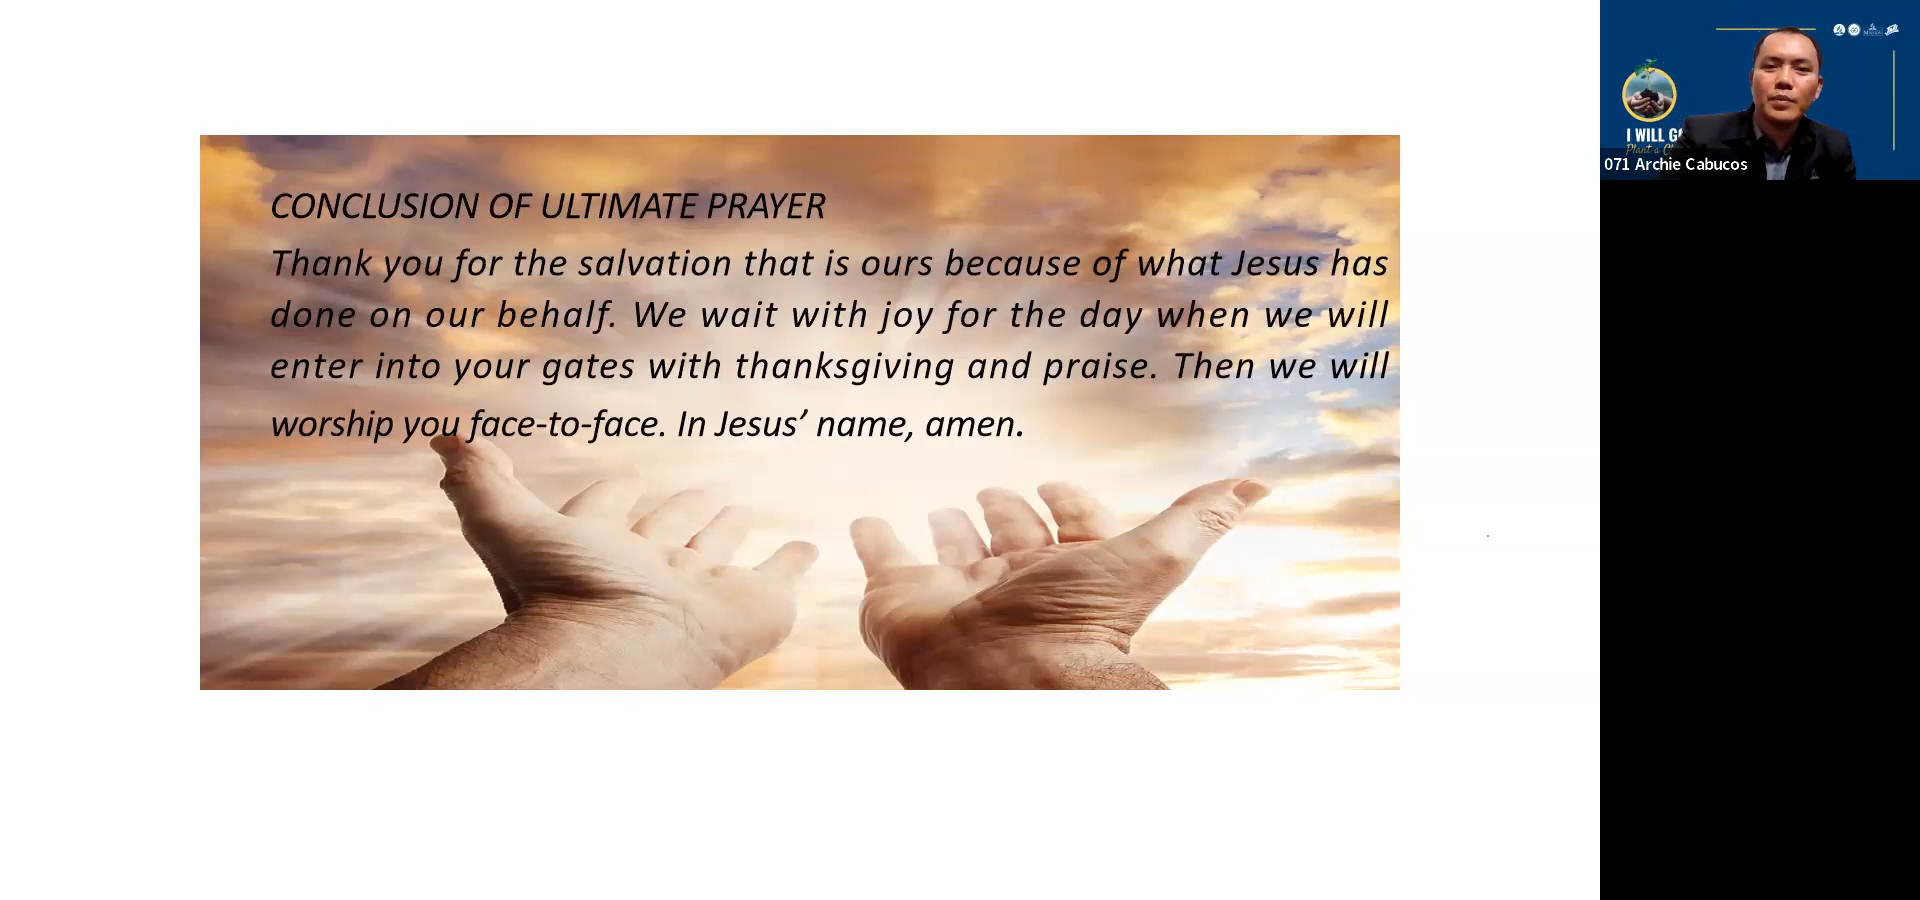 CONCLUSION OF ULTIMATE PRAYER
Thank you for the salvation that is ours because of what Jesus has
done on our behalf. We wait with joy for the day when we will
enter into your gates with thanksgiving and praise. Then we will
worship you face-to-face. In Jesus’ name, amen.
I WILL G
Plant a
071 Archie Cabucos